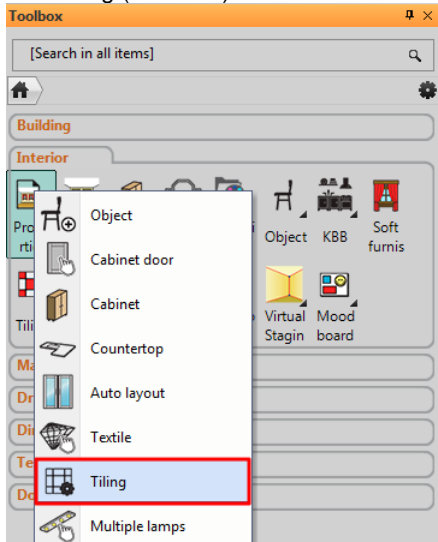 Toolbox
[Search in all items]
Building
Interior
Object
Cabinet door
Cabinet
Countertop
Auto layout
Textile
Tiling
Multiple lamps
Object KBB Soft
furnis
Virtual Mood
Stagin board